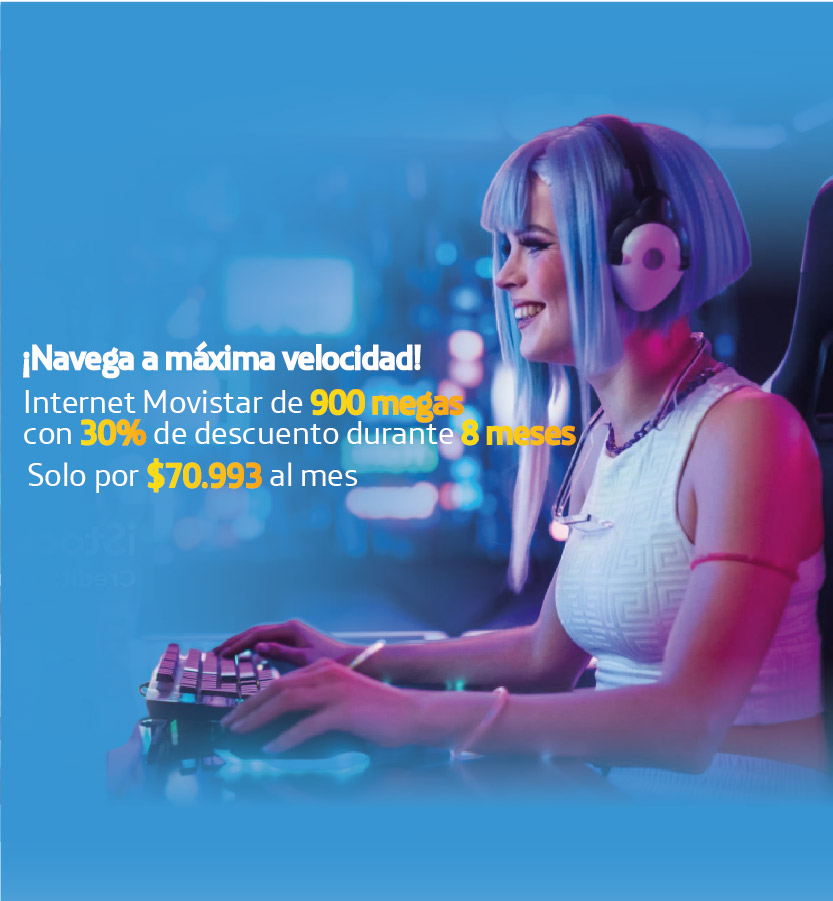 ¡Navega a máxima velocidad!
Internet Movistar de 900 megas
con 30% de descuento durante 8 meses
Solo por $70.993 al mes